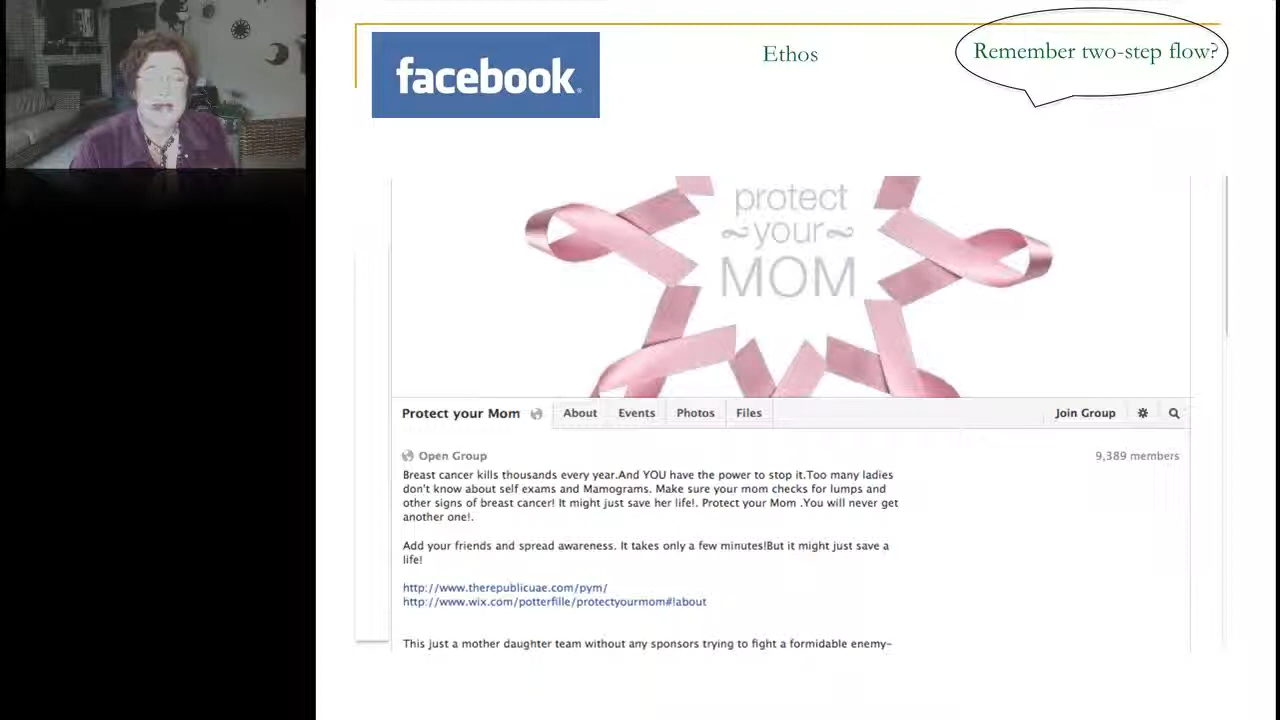 facebook®
Ethos
Remember two-step flow?
protect
~your~
MOM
Protect your Mom
About
Events
Photos
Files
Join Group
Open Group
9,389 members
Breast cancer kills thousands every year.And YOU have the power to stop it.Too many ladies
don't know about self exams and Mamograms. Make sure your mom checks for lumps and
other signs of breast cancer! It might just save her life!. Protect your Mom .You will never get
another one!.
Add your friends and spread awareness. It takes only a few minutes!But it might just save a
life!
http://www.therepublicuae.com/pym/
http://www.wix.com/potterfille/protectyourmom#!about
This just a mother daughter team without any sponsors trying to fight a formidable enemy-